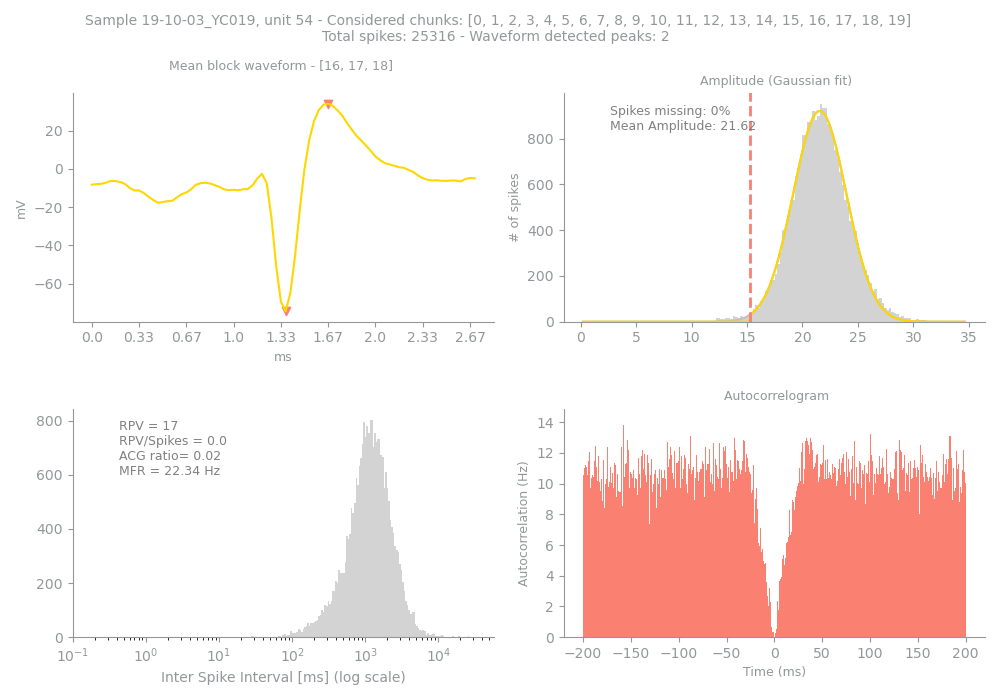 Sample 19-10-03_YC019, unit 54 - Considered chunks: [0, 1, 2, 3, 4, 5, 6, 7, 8, 9, 10, 11, 12, 13, 14, 15, 16, 17, 18, 19]
Total spikes: 25316 - Waveform detected peaks: 2
Mean block waveform - [16, 17, 18]
mV
20
0
−20
−40
−60
0.0 0.33 0.67 1.0 1.33 1.67 2.0 2.33 2.67
ms
Amplitude (Gaussian fit)
Spikes missing: 0%
Mean Amplitude: 21.62
# of spikes
800
600
400
200
0
0 5 10 15 20 25 30 35
RPV = 17
RPV/Spikes = 0.0
ACG ratio= 0.02
MFR = 22.34 Hz
800
600
400
200
0
10⁻¹ 10⁰ 10¹ 10² 10³ 10⁴
Inter Spike Interval [ms] (log scale)
Autocorrelogram
Autocorrelation (Hz)
14
12
10
8
6
4
2
0
−200 −150 −100 −50 0 50 100 150 200
Time (ms)